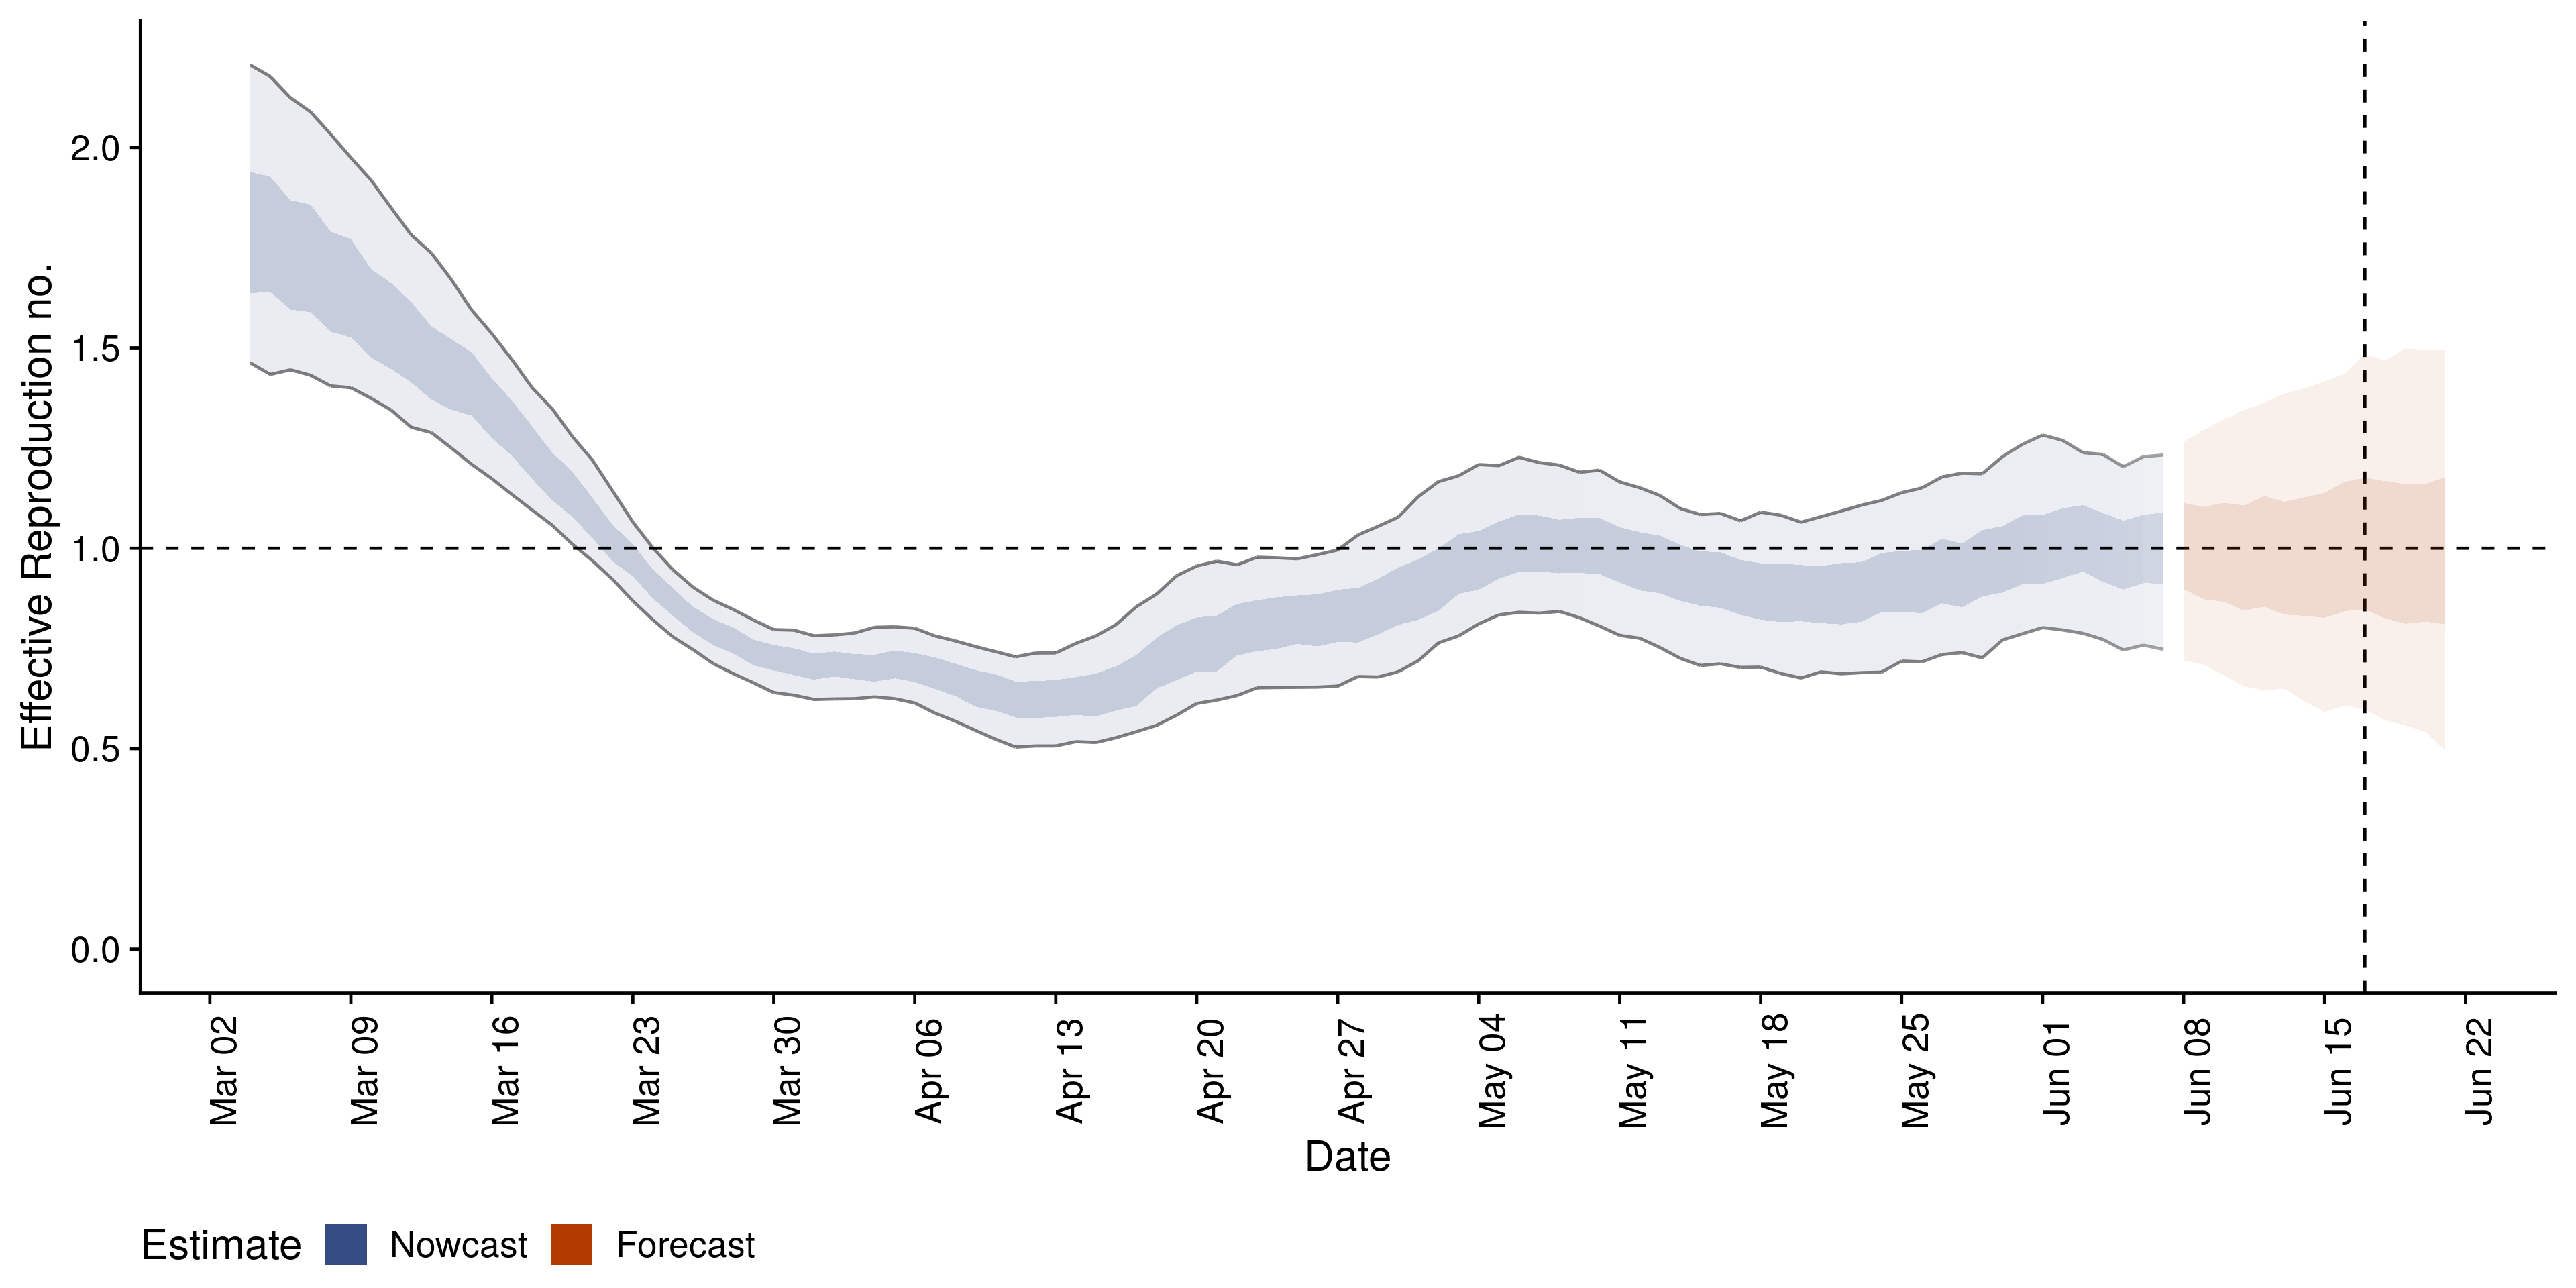 Effective Reproduction no.
2.0
1.5
1.0
0.5
0.0
Mar 02
Mar 09
Mar 16
Mar 23
Mar 30
Apr 06
Apr 13
Apr 20
Apr 27
May 04
May 11
May 18
May 25
Jun 01
Jun 08
Jun 15
Jun 22
Date
Estimate Nowcast Forecast